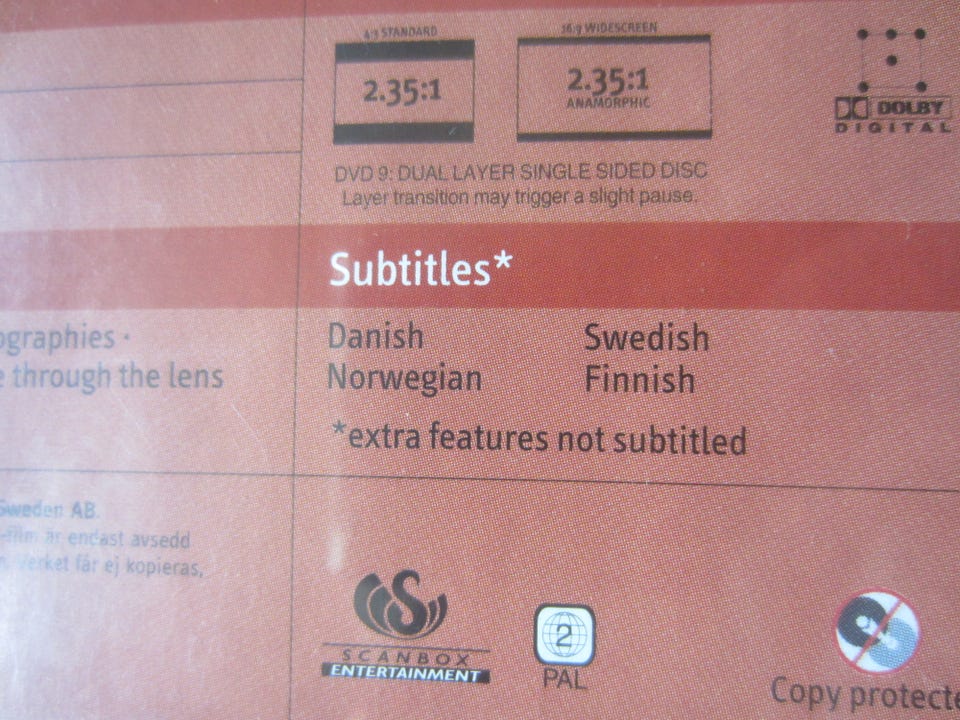 4:3 STANDARD
16:9 WIDESCREEN
2.35:1
2.35:1
ANAMORPHIC
DOLBY
DIGITAL
DVD 9: DUAL LAYER SINGLE SIDED DISC
Layer transition may trigger a slight pause.
Subtitles*
Danish
Swedish
Norwegian
Finnish
*extra features not subtitled
ographies ·
e through the lens
Sweden AB.
-film är endast avsedd
n. Verket får ej kopieras,
SCANBOX
ENTERTAINMENT
2
PAL
Copy protecte